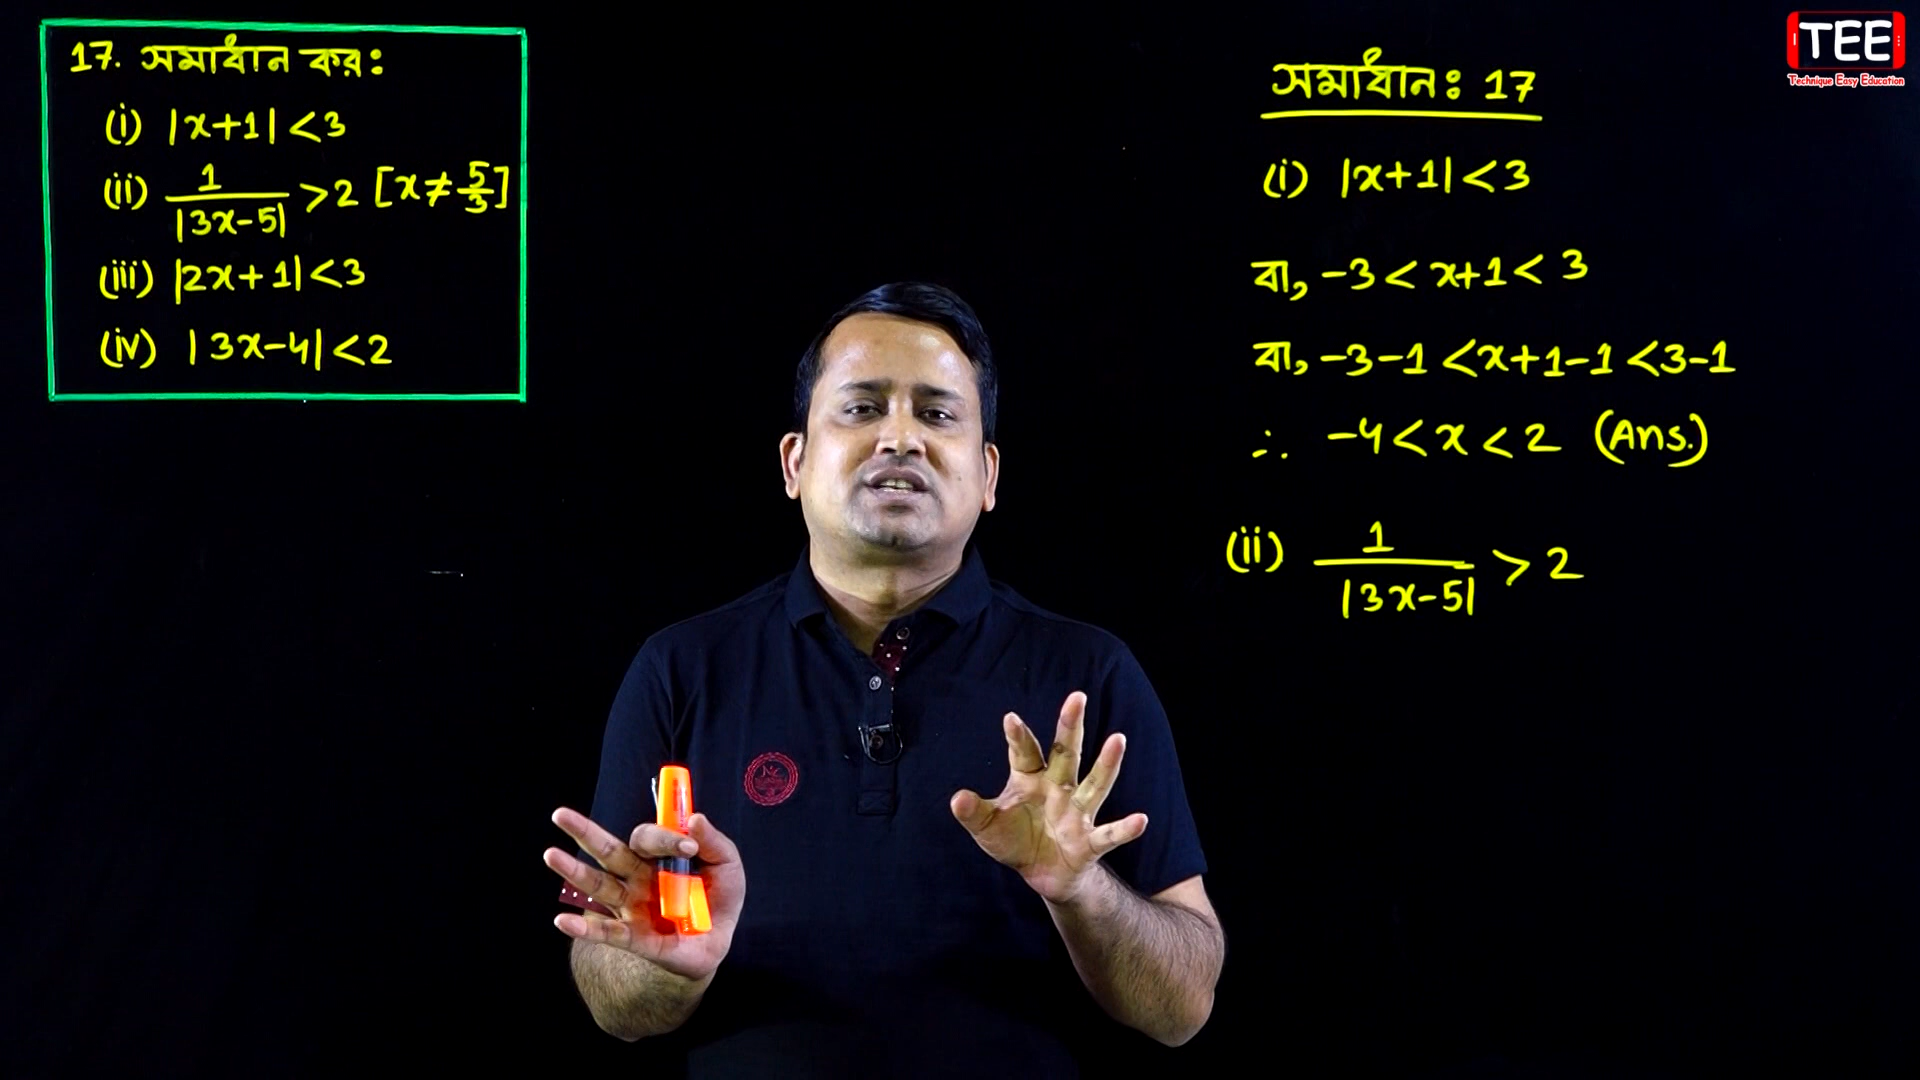 17. সমাধান কর:
(i) |x+1| < 3
(ii) 1/|3x-5| > 2 [x ≠ 5/3]
(iii) |2x+1| < 3
(iv) |3x-4| < 2
সমাধান: 17
(i) |x+1| < 3
বা, -3 < x+1 < 3
বা, -3-1 < x+1-1 < 3-1
∴ -4 < x < 2 (Ans.)
(ii) 1/|3x-5| > 2
TEE
Technique Easy Education